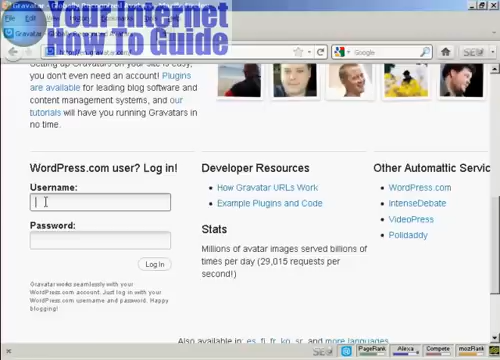 Your Internet
How to Guide
Gravatar - Globally Recognized Avatars
Gravatar
Google
Setting up Gravatars on your site is easy,
you don't even need an account! Plugins
are available for leading blog software and
content management systems, and our
tutorials will have you running Gravatars in
no time.
WordPress.com user? Log in!
Username:
Password:
Log In
Gravatar works seamlessly with your
WordPress.com account. Just log in with your
WordPress.com username and password. Happy
blogging!
Developer Resources
How Gravatar URLs Work
Example Plugins and Code
Stats
Millions of avatar images served billions of
times per day (29,015 requests per
second!)
Other Automattic Servic
WordPress.com
IntenseDebate
VideoPress
Polldaddy
Also available in: es, fi, fr, ko, sr, and more languages
PageRank
Alexa
Compete
mozRank